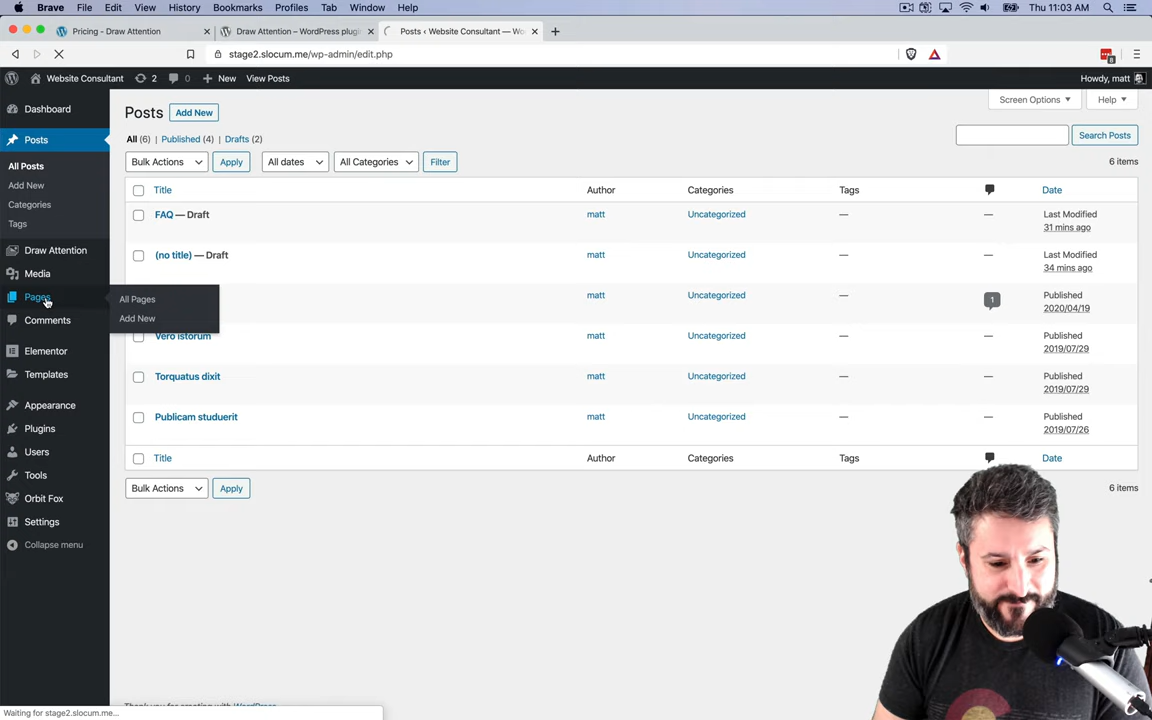 Brave File Edit View History Bookmarks Profiles Tab Window Help Thu 11:03 AM
Pricing - Draw Attention × Draw Attention – WordPress plugin × Posts ‹ Website Consultant — Wo × +
stage2.slocum.me/wp-admin/edit.php 8
Website Consultant 2 0 + New View Posts Howdy, matt
Screen Options Help
Dashboard
Posts
All Posts
Add New
Categories
Tags
Draw Attention
Media
Pages
All Pages
Add New
Comments
Elementor
Templates
Appearance
Plugins
Users
Tools
Orbit Fox
Settings
Collapse menu
Posts Add New
All (6) | Published (4) | Drafts (2)
Search Posts
Bulk Actions Apply All dates All Categories Filter
6 items
Title Author Categories Tags Date
FAQ — Draft matt Uncategorized — — Last Modified
31 mins ago
(no title) — Draft matt Uncategorized — — Last Modified
34 mins ago
matt Uncategorized — 1 Published
2020/04/19
Vero istorum matt Uncategorized — — Published
2019/07/29
Torquatus dixit matt Uncategorized — — Published
2019/07/29
Publicam studuerit matt Uncategorized — — Published
2019/07/26
Title Author Categories Tags Date
Bulk Actions Apply
6 items
Thank you for creating with WordPress.
Waiting for stage2.slocum.me...